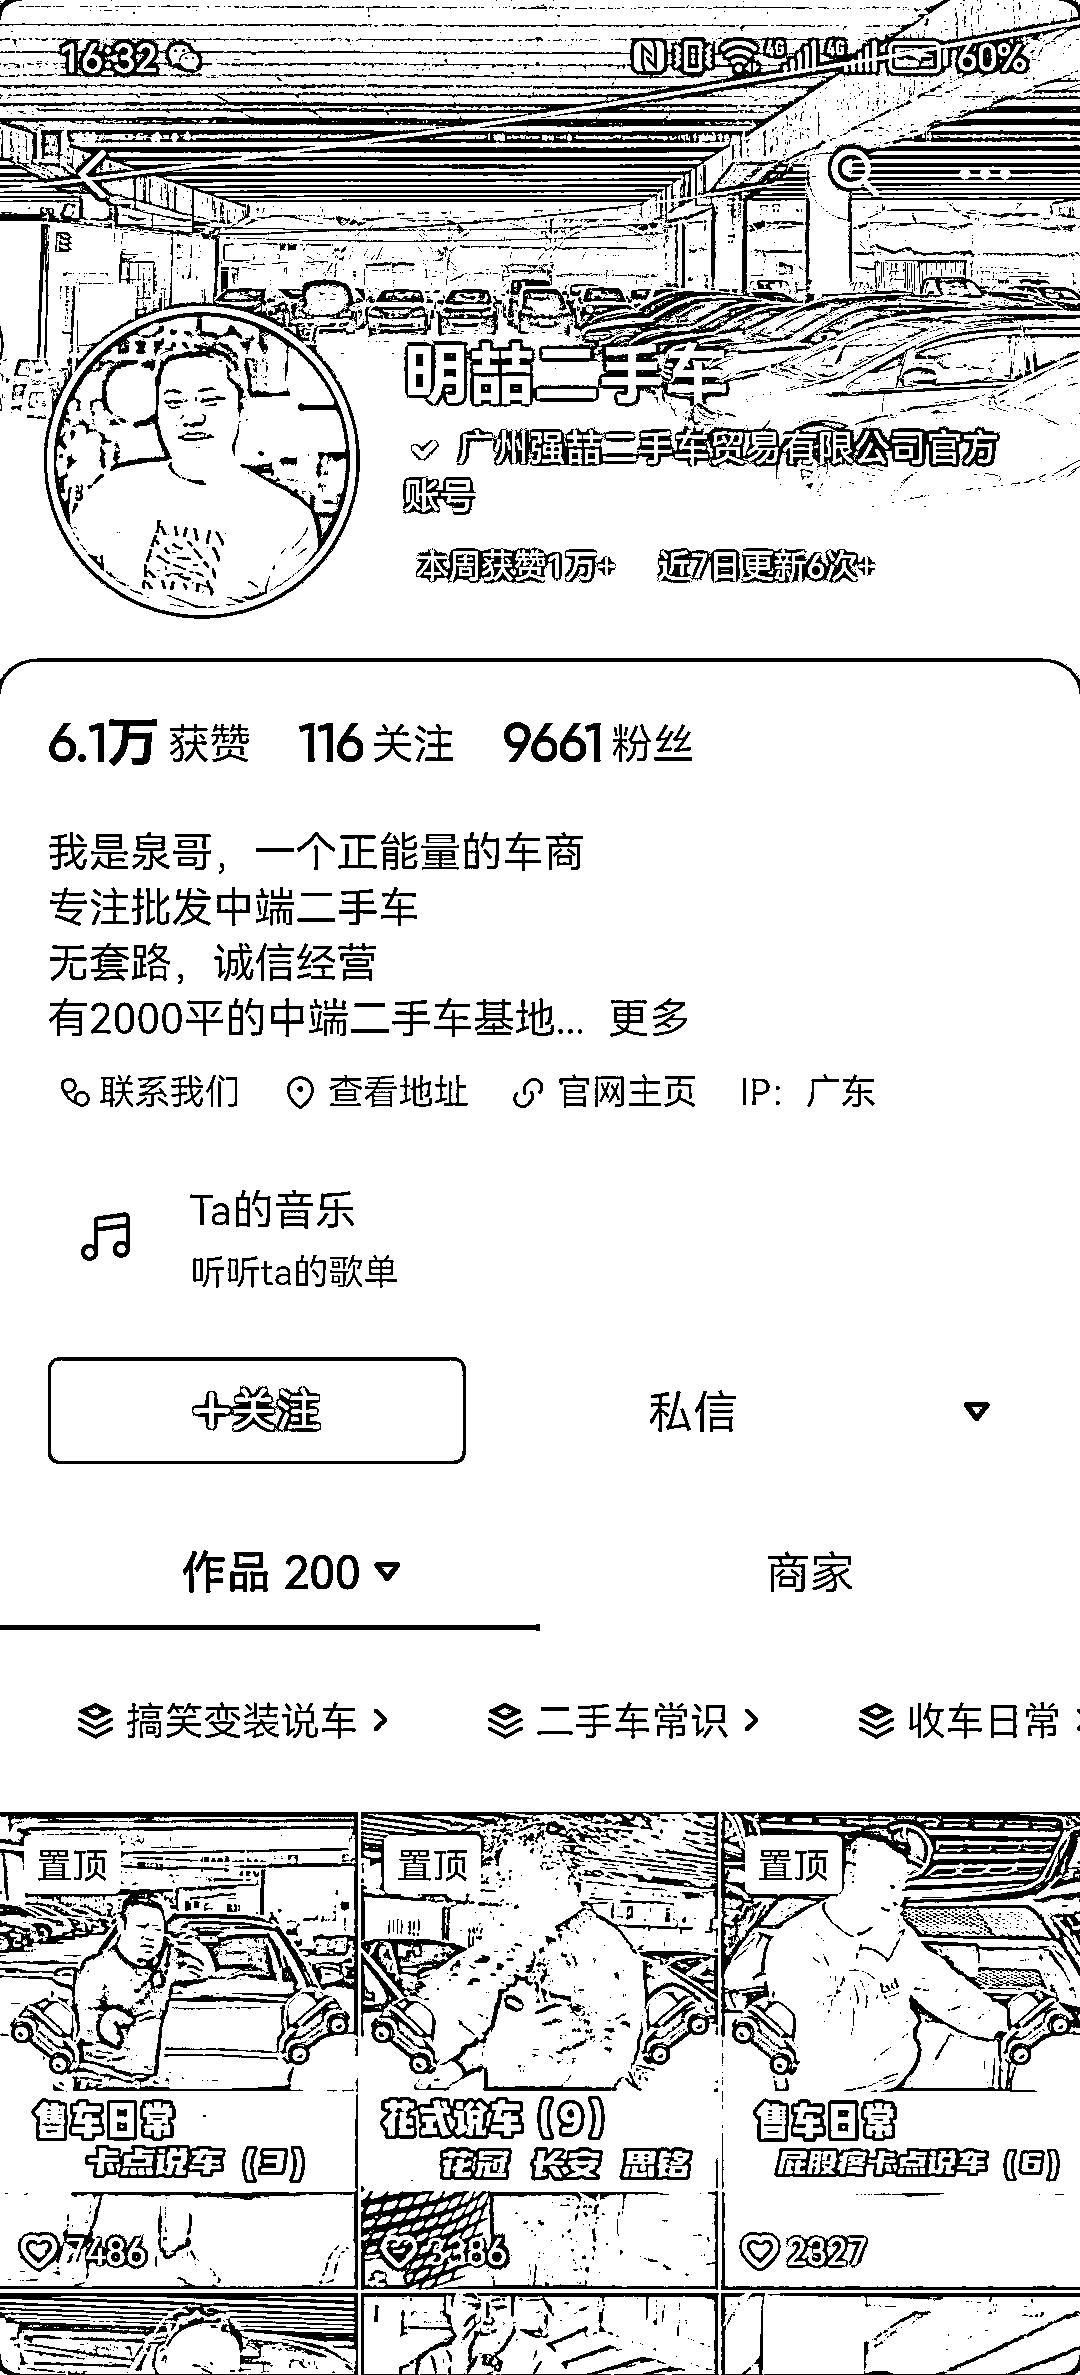 16:32 4G 4G 60%
明喆二手车
广州强喆二手车贸易有限公司官方
账号
本周获赞1万+ 近7日更新6次+
6.1万 获赞 116 关注 9661 粉丝
我是泉哥，一个正能量的车商
专注批发中端二手车
无套路，诚信经营
有2000平的中端二手车基地... 更多
联系我们 查看地址 官网主页 IP：广东
Ta的音乐
听听ta的歌单
+关注 私信
作品 200 商家
搞笑变装说车 二手车常识 收车日常
置顶 置顶 置顶
售车日常 花式说车（9） 售车日常
卡点说车（3） 花冠 长安 思铭 屁股疼卡点说车（6）
7486 3386 2327